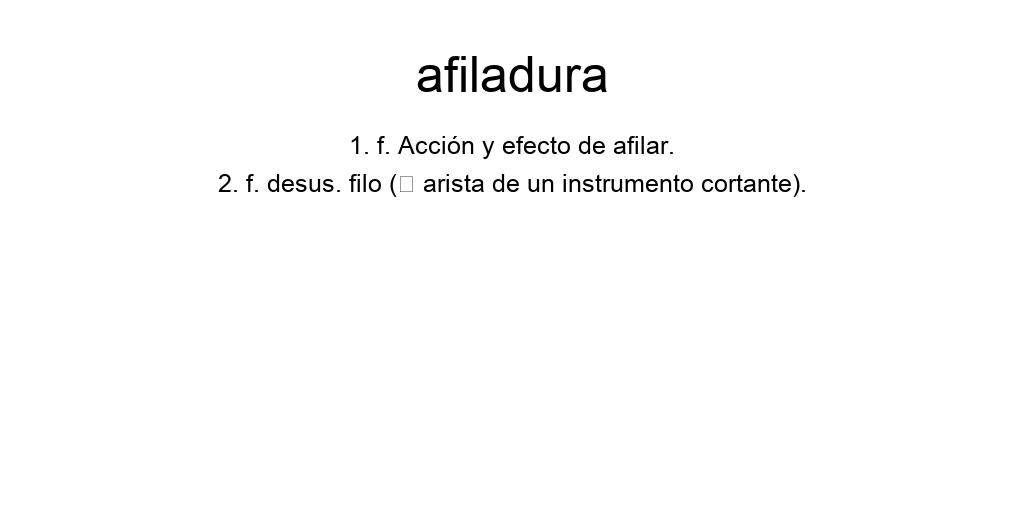 afiladura
1. f. Acción y efecto de afilar.
2. f. desus. filo (□ arista de un instrumento cortante).